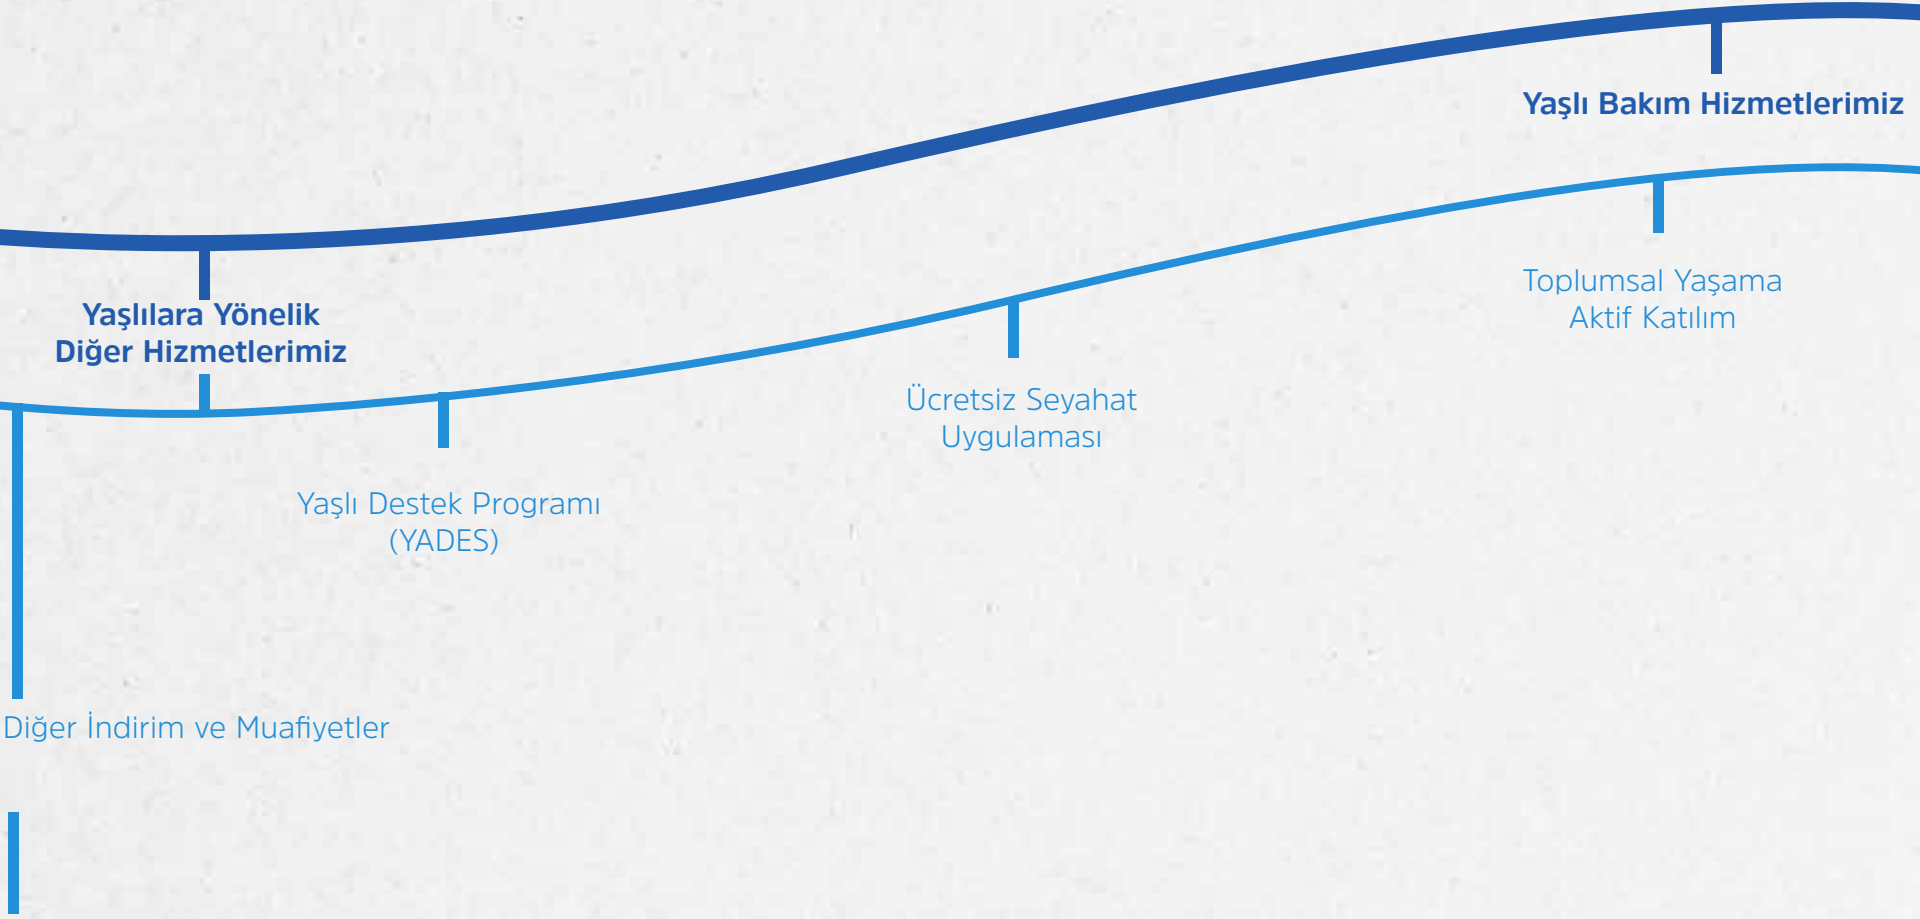 Yaşlı Bakım Hizmetlerimiz
Yaşlılara Yönelik
Diğer Hizmetlerimiz
Toplumsal Yaşama
Aktif Katılım
Ücretsiz Seyahat
Uygulaması
Yaşlı Destek Programı
(YADES)
Diğer İndirim ve Muafiyetler